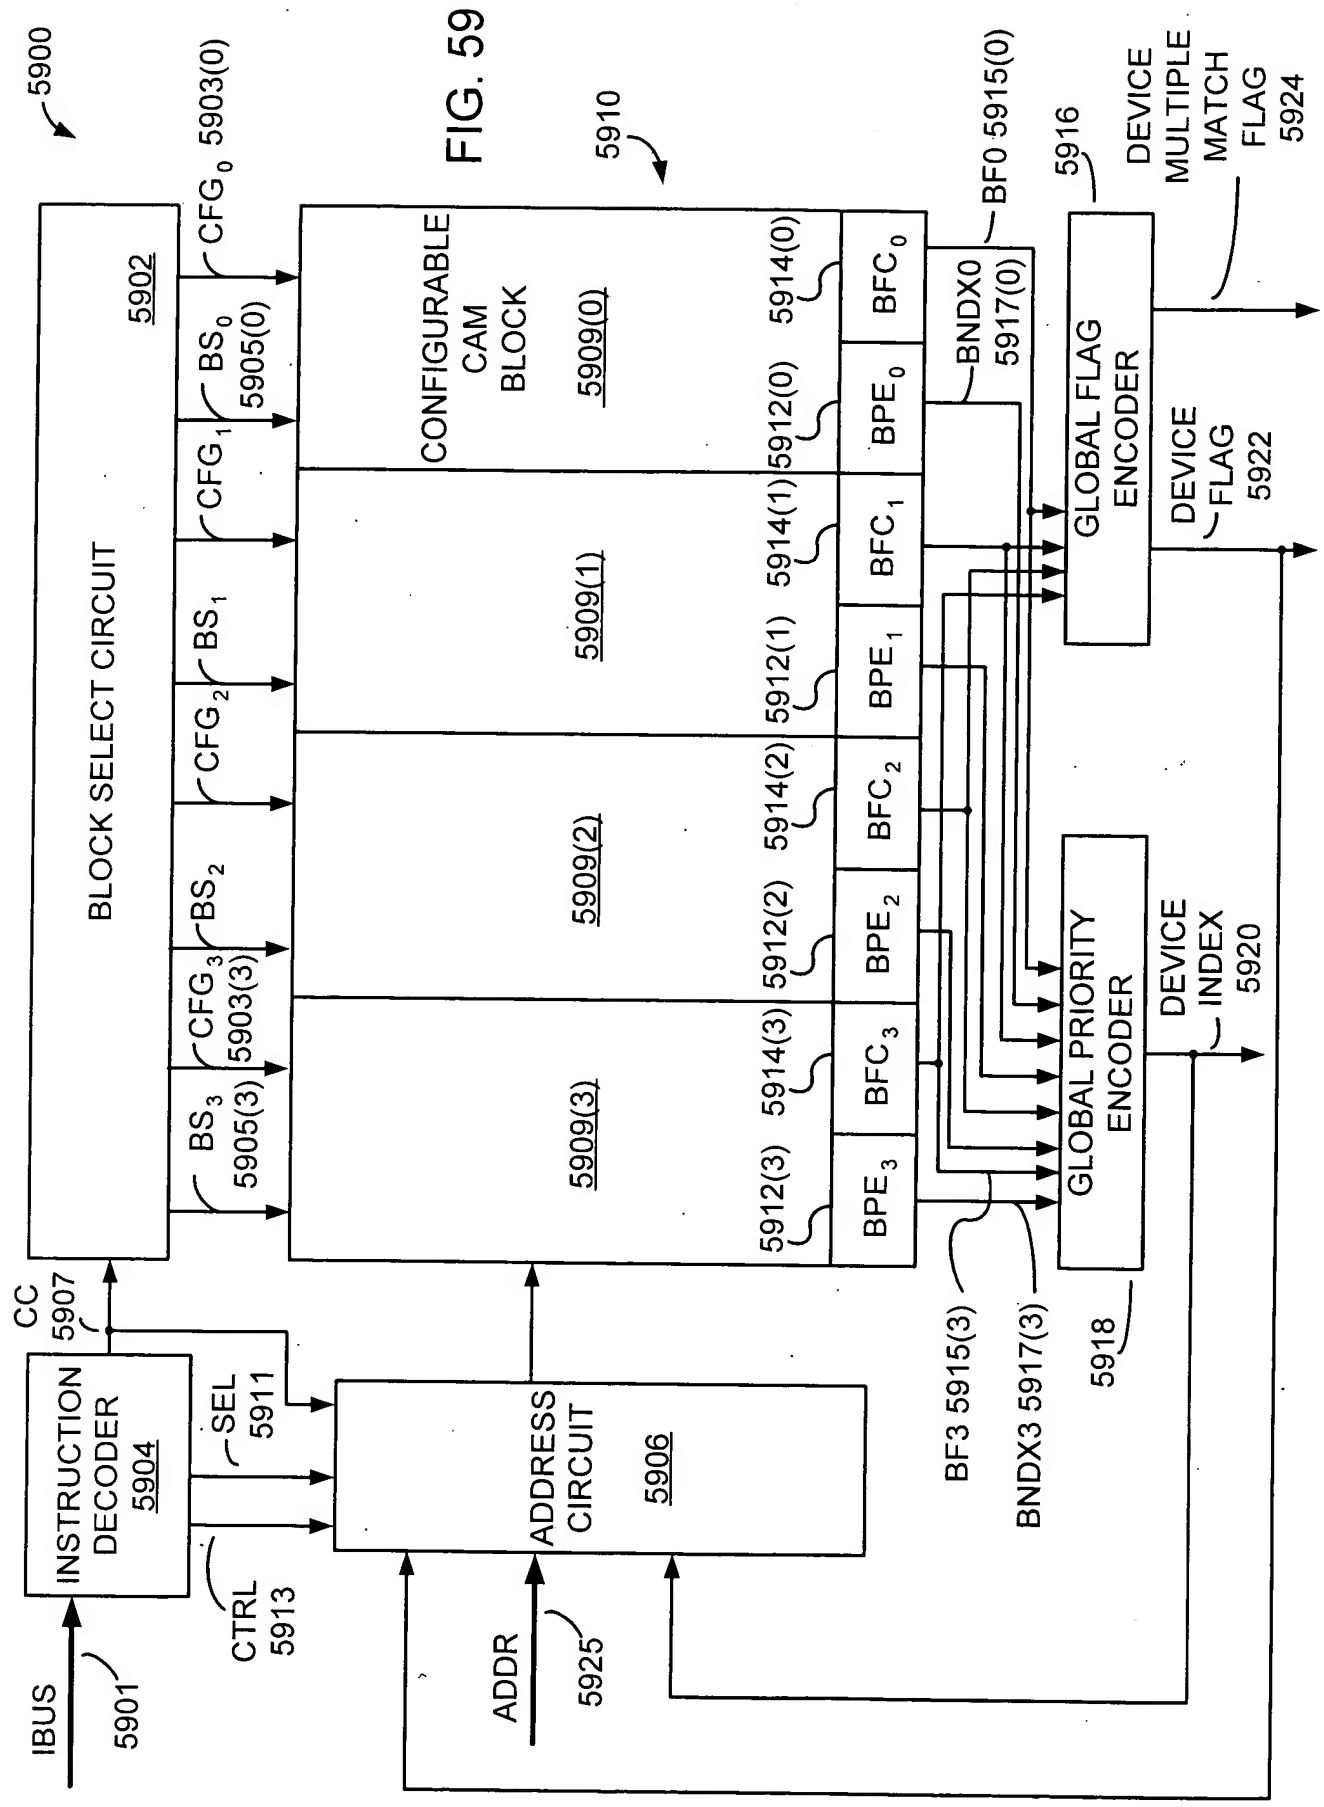 FIG. 59
5900
IBUS
5901
INSTRUCTION
DECODER
5904
CC
5907
SEL
5911
CTRL
5913
BLOCK SELECT CIRCUIT
5902
BS3
5905(3)
CFG3
5903(3)
BS2
CFG2
BS1
CFG1
BS0
5905(0)
CFG0 5903(0)
5910
ADDR
5925
ADDRESS
CIRCUIT
5906
5909(3)
5909(2)
5909(1)
CONFIGURABLE
CAM
BLOCK
5909(0)
5912(3)
5914(3)
5912(2)
5914(2)
5912(1)
5914(1)
5912(0)
5914(0)
BPE3
BFC3
BPE2
BFC2
BPE1
BFC1
BPE0
BFC0
BF3 5915(3)
BNDX3 5917(3)
BNDX0
5917(0)
BF0 5915(0)
5918
GLOBAL PRIORITY
ENCODER
5916
GLOBAL FLAG
ENCODER
DEVICE
INDEX
5920
DEVICE
FLAG
5922
DEVICE
MULTIPLE
MATCH
FLAG
5924